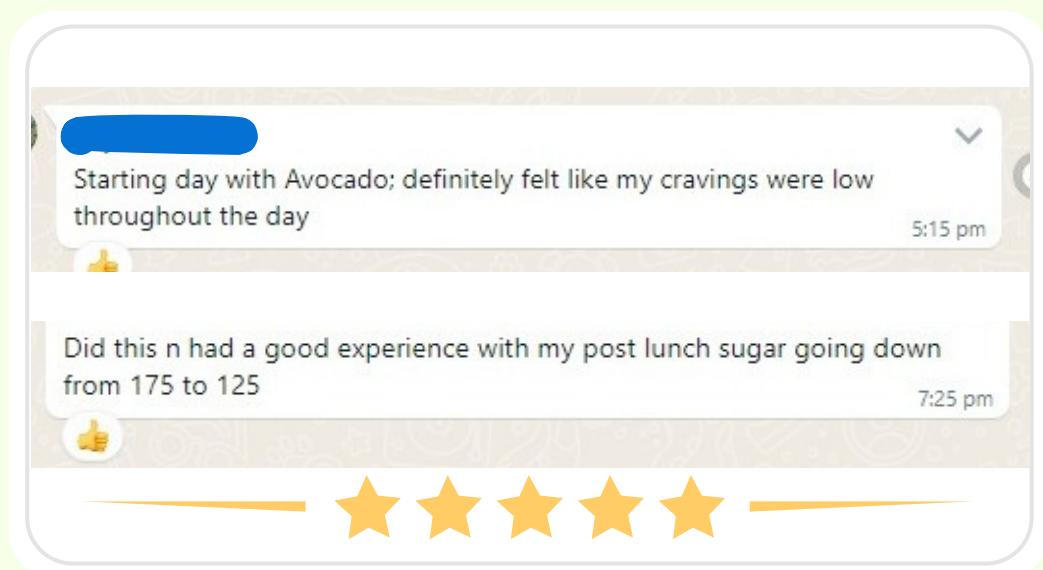 Starting day with Avocado; definitely felt like my cravings were low
throughout the day
5:15 pm
Did this n had a good experience with my post lunch sugar going down
from 175 to 125
7:25 pm